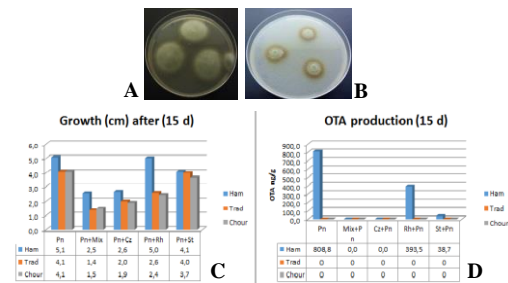 A
B
Growth (cm) after (15 d)
6,0
5,0
4,0
3,0
2,0
1,0
0,0
Ham
Trad
Chour
Pn Pn+Mix Pn+Cz Pn+Rh Pn+St
Ham 5,1 2,6 2,6 5,0 4,1
Trad 4,1 1,4 2,0 2,6 4,0
Chour 4,1 1,5 1,9 2,4 3,7
C
OTA production (15 d)
OTA ng/g
900,0
800,0
700,0
600,0
500,0
400,0
300,0
200,0
100,0
0,0
Ham
Trad
Chour
Pn Mix+Pn Cz+Pn Rh+Pn St+Pn
Ham 808,8 0,0 0,0 393,5 38,7
Trad 0 0 0 0 0
Chour 0 0 0 0 0
D